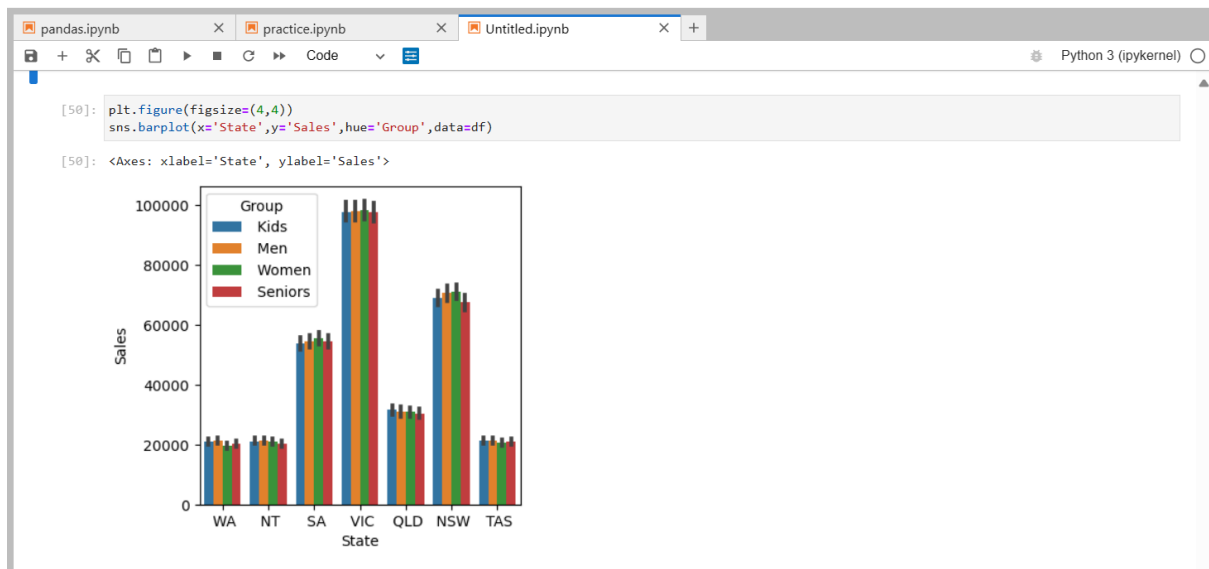 pandas.ipynb practice.ipynb Untitled.ipynb
Code Python 3 (ipykernel)
[50]: plt.figure(figsize=(4,4))
sns.barplot(x='State',y='Sales',hue='Group',data=df)
[50]: <Axes: xlabel='State', ylabel='Sales'>
Group
Kids
Men
Women
Seniors
100000
80000
60000
40000
20000
0
Sales
WA NT SA VIC QLD NSW TAS
State